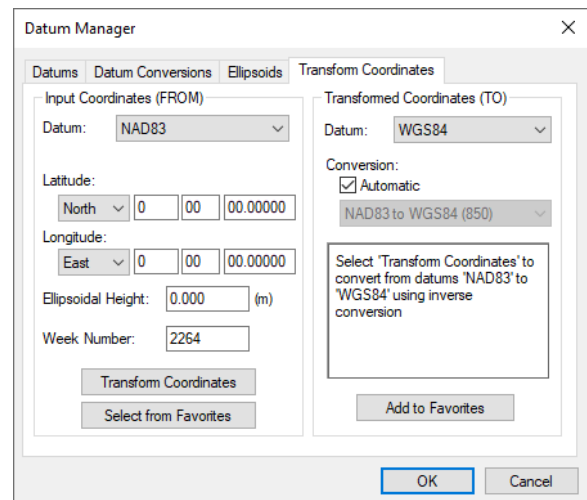 Datum Manager
Datums Datum Conversions Ellipsoids Transform Coordinates
Input Coordinates (FROM)
Datum: NAD83
Latitude:
North 0 00 00.00000
Longitude:
East 0 00 00.00000
Ellipsoidal Height: 0.000 (m)
Week Number: 2264
Transform Coordinates
Select from Favorites
Transformed Coordinates (TO)
Datum: WGS84
Conversion:
Automatic
NAD83 to WGS84 (850)
Select 'Transform Coordinates' to
convert from datums 'NAD83' to
'WGS84' using inverse
conversion
Add to Favorites
OK Cancel